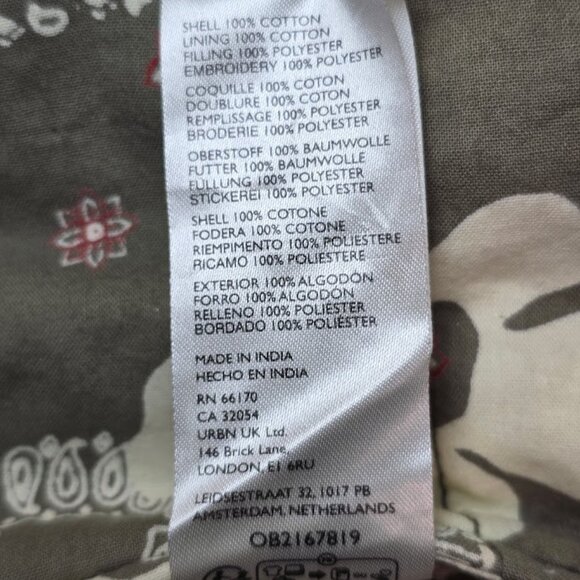 SHELL 100% COTTON
LINING 100% COTTON
FILLING 100% POLYESTER
EMBROIDERY 100% POLYESTER
COQUILLE 100% COTON
DOUBLURE 100% COTON
REMPLISSAGE 100% POLYESTER
BRODERIE 100% POLYESTER
OBERSTOFF 100% BAUMWOLLE
FUTTER 100% BAUMWOLLE
FULLUNG 100% POLYESTER
STICKEREI 100% POLYESTER
SHELL 100% COTONE
FODERA 100% COTONE
RIEMPIMENTO 100% POLIESTERE
RICAMO 100% POLIESTERE
EXTERIOR 100% ALGODÓN
FORRO 100% ALGODÓN
RELLENO 100% POLIÉSTER
BORDADO 100% POLIÉSTER
MADE IN INDIA
HECHO EN INDIA
RN 66170
CA 32054
URBN UK Ltd.
146 Brick Lane
LONDON, E1 6RU
LEIDSESTRAAT 32, 1017 PB
AMSTERDAM, NETHERLANDS
OB2167819